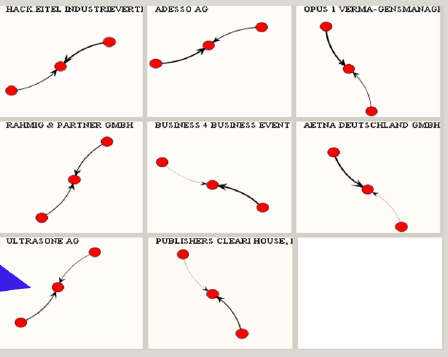 HACK.EITEL INDUSTRIEVERT
ADESSO AG
OPUS 1 VERMA-GENSMANAGI
RAHMIG & PARTNER GMBH
BUSINESS 4 BUSINESS EVENT
AETNA DEUTSCHLAND GMBH
ULTRASONE AG
PUBLISHERS CLEARI HOUSE, I